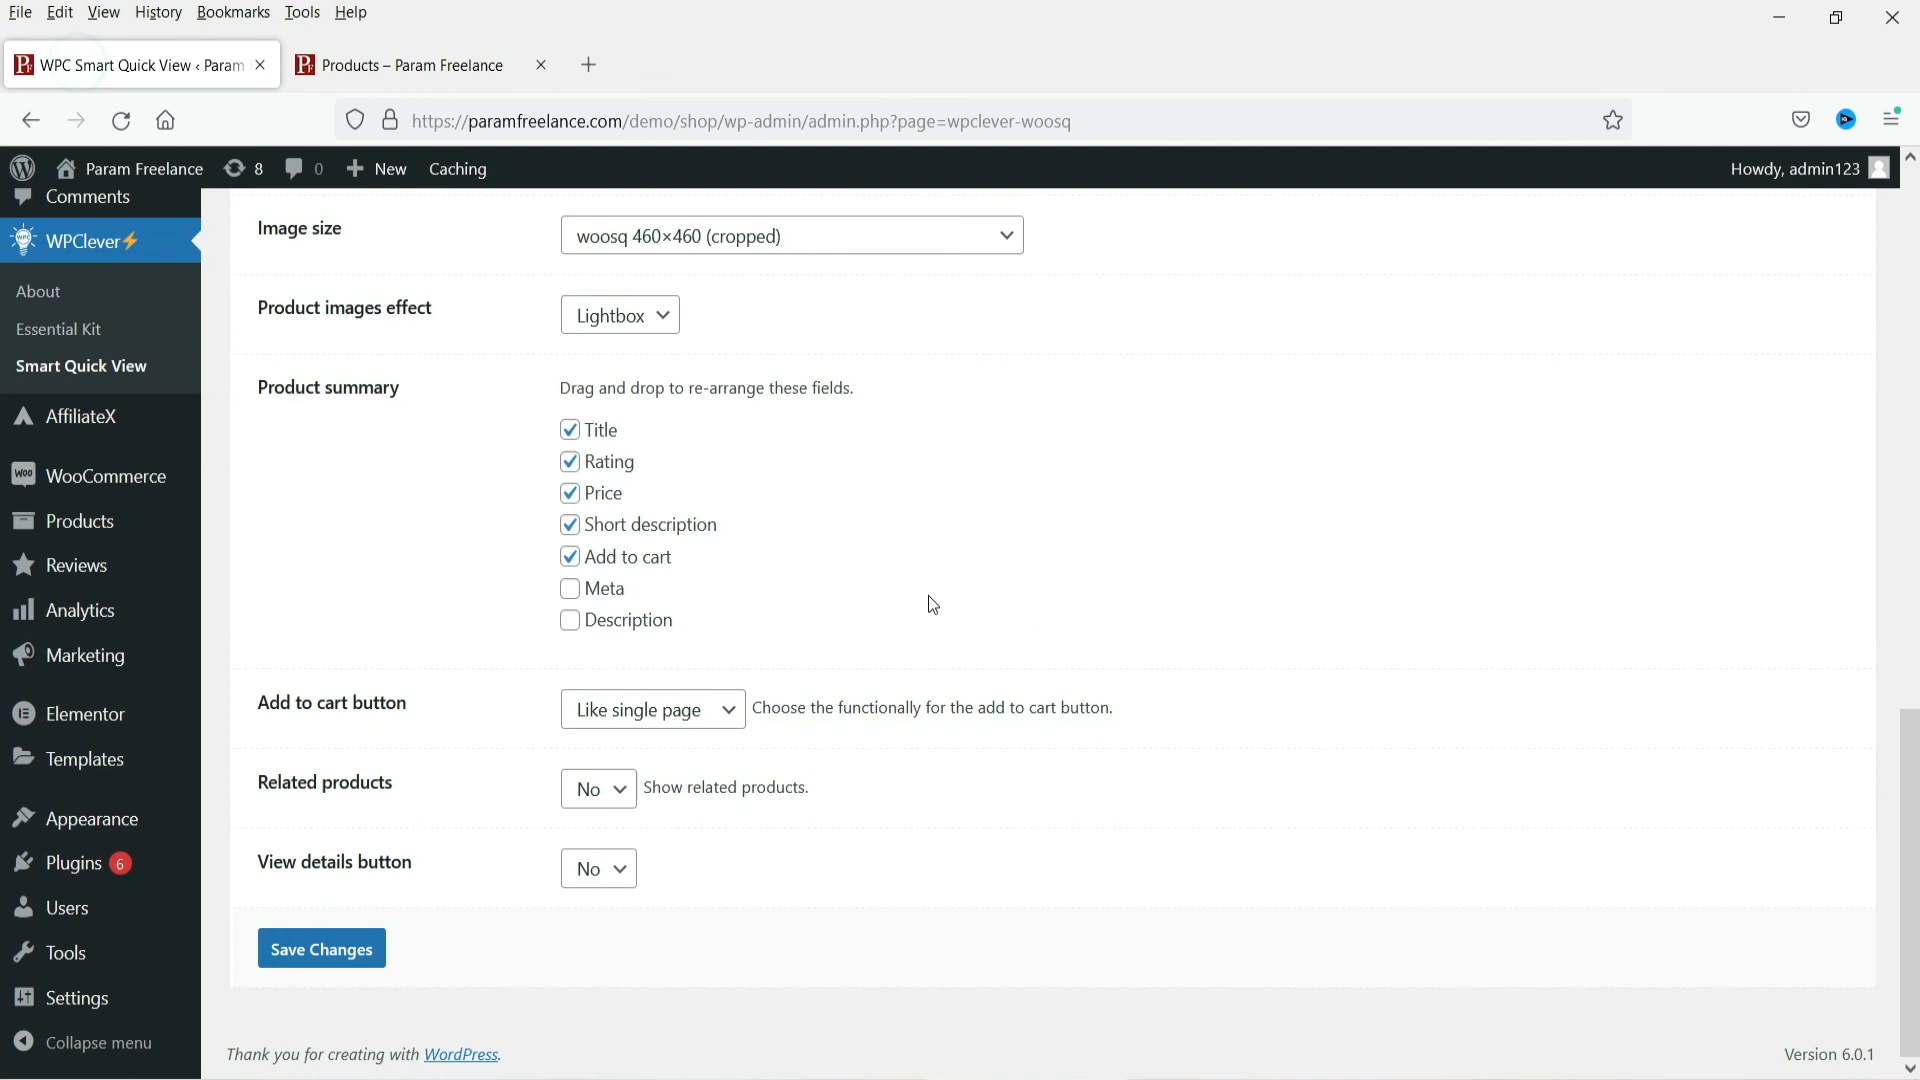 File Edit View History Bookmarks Tools Help
WPC Smart Quick View ‹ Param
Products – Param Freelance
https://paramfreelance.com/demo/shop/wp-admin/admin.php?page=wpclever-woosq
Param Freelance 8 0 New Caching Howdy, admin123
Comments
WPClever⚡
About
Essential Kit
Smart Quick View
AffiliateX
WooCommerce
Products
Reviews
Analytics
Marketing
Elementor
Templates
Appearance
Plugins 6
Users
Tools
Settings
Collapse menu
Image size woosq 460×460 (cropped)
Product images effect Lightbox
Product summary Drag and drop to re-arrange these fields.
Title
Rating
Price
Short description
Add to cart
Meta
Description
Add to cart button Like single page Choose the functionally for the add to cart button.
Related products No Show related products.
View details button No
Save Changes
Thank you for creating with WordPress. Version 6.0.1